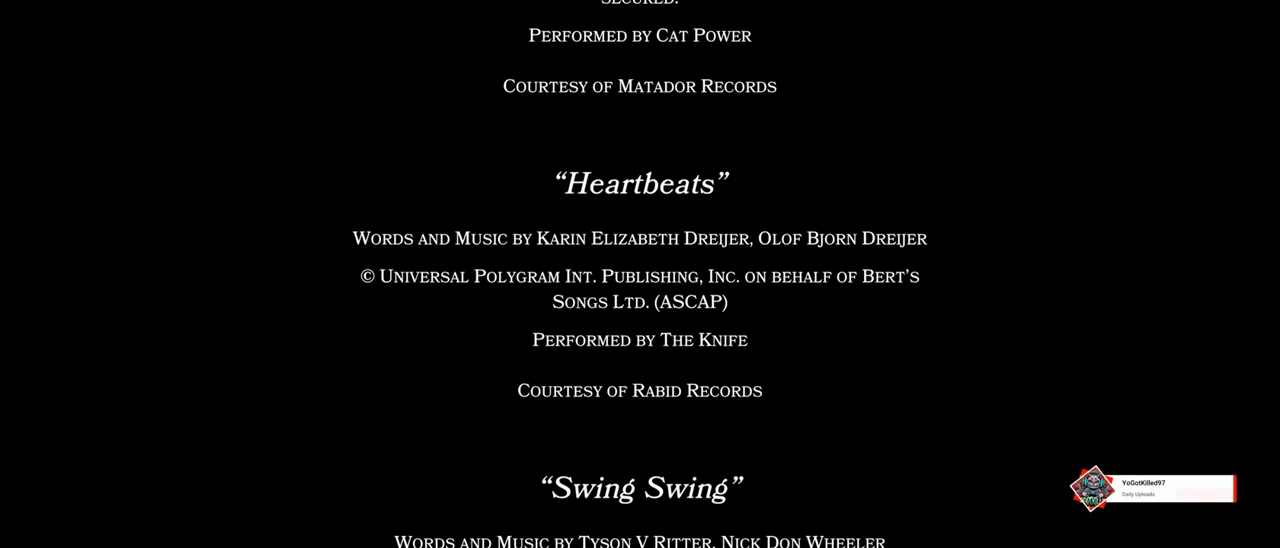 SECURED.
PERFORMED BY CAT POWER
COURTESY OF MATADOR RECORDS
“Heartbeats”
WORDS AND MUSIC BY KARIN ELIZABETH DREIJER, OLOF BJORN DREIJER
© UNIVERSAL POLYGRAM INT. PUBLISHING, INC. ON BEHALF OF BERT’S
SONGS LTD. (ASCAP)
PERFORMED BY THE KNIFE
COURTESY OF RABID RECORDS
“Swing Swing”
WORDS AND MUSIC BY TYSON V RITTER, NICK DON WHEELER
YoGotKilled97
Daily Uploads